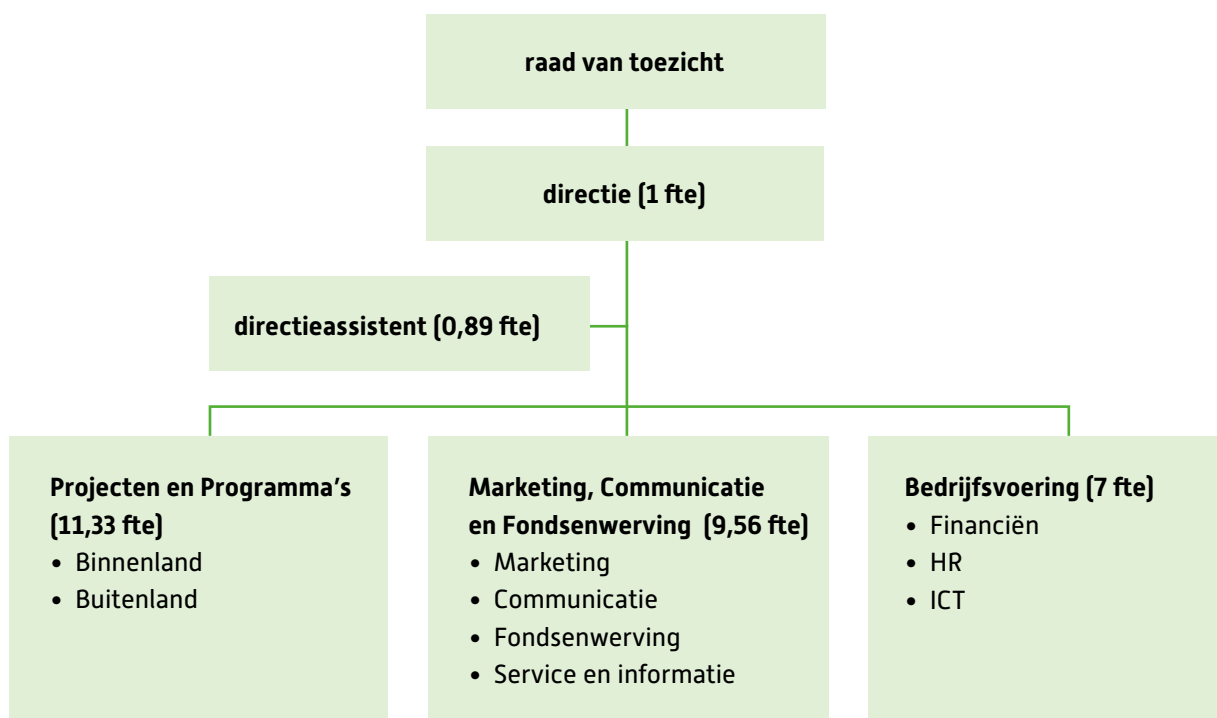 raad van toezicht
directie (1 fte)
directieassistent (0,89 fte)
Projecten en Programma’s
(11,33 fte)
• Binnenland
• Buitenland
Marketing, Communicatie
en Fondsenwerving (9,56 fte)
• Marketing
• Communicatie
• Fondsenwerving
• Service en informatie
Bedrijfsvoering (7 fte)
• Financiën
• HR
• ICT